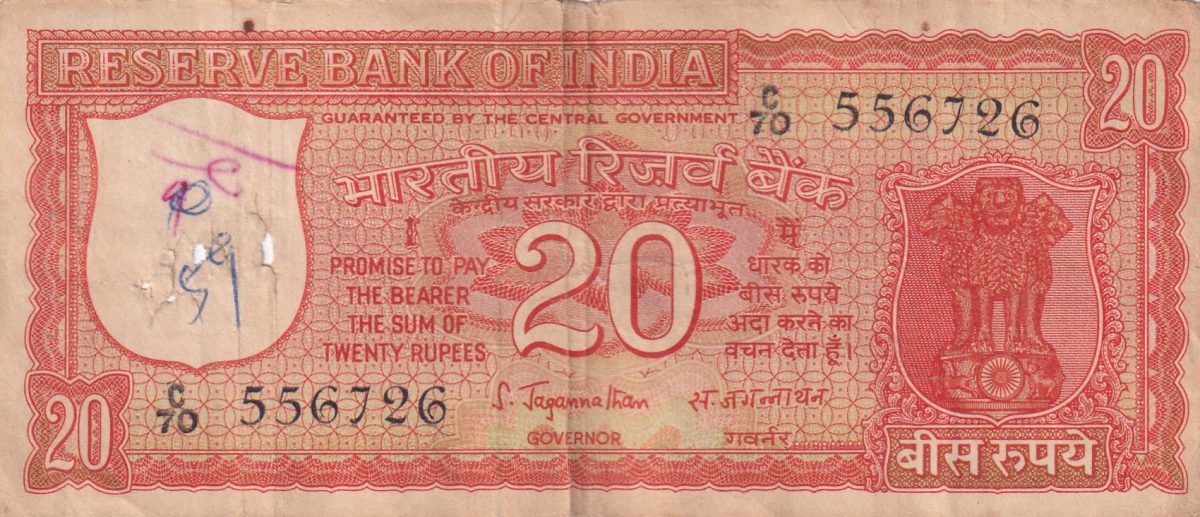 RESERVE BANK OF INDIA
20
GUARANTEED BY THE CENTRAL GOVERNMENT
C/70 556726
भारतीय रिज़र्व बैंक
केन्द्रीय सरकार द्वारा प्रत्याभूत
I
PROMISE TO PAY
THE BEARER
THE SUM OF
TWENTY RUPEES
20
मैं
धारक को
बीस रुपये
अदा करने का
वचन देता हूँ।
C/70 556726
S. Jagannathan
स. जगन्नाथन
GOVERNOR
गवर्नर
20
बीस रुपये